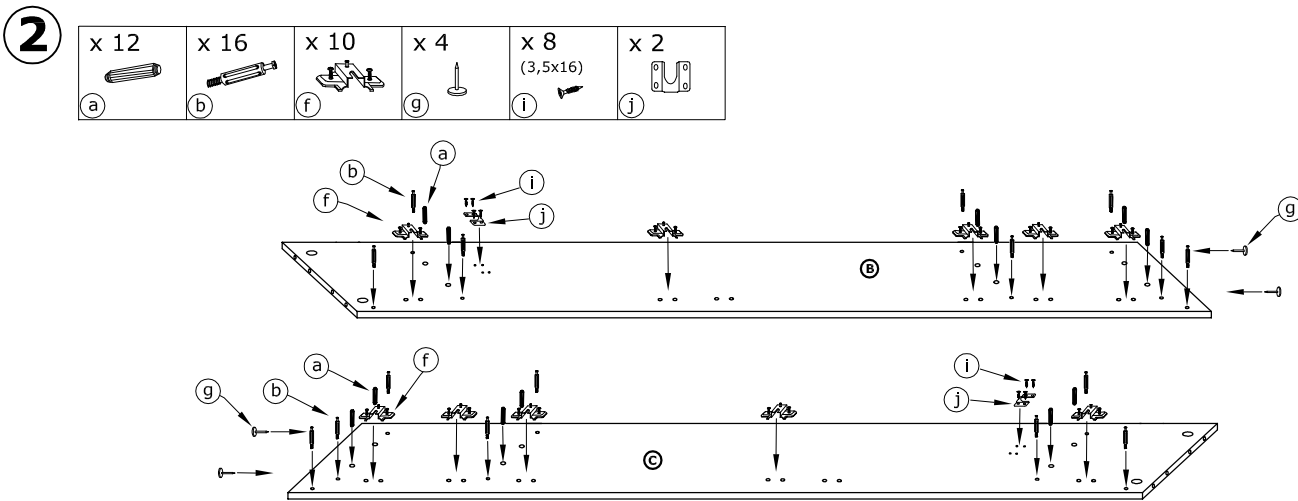 2
x 12 x 16 x 10 x 4 x 8 x 2
(3,5x16)
a b f g i j
a
b i
f j g
B
a f i
g b j
C